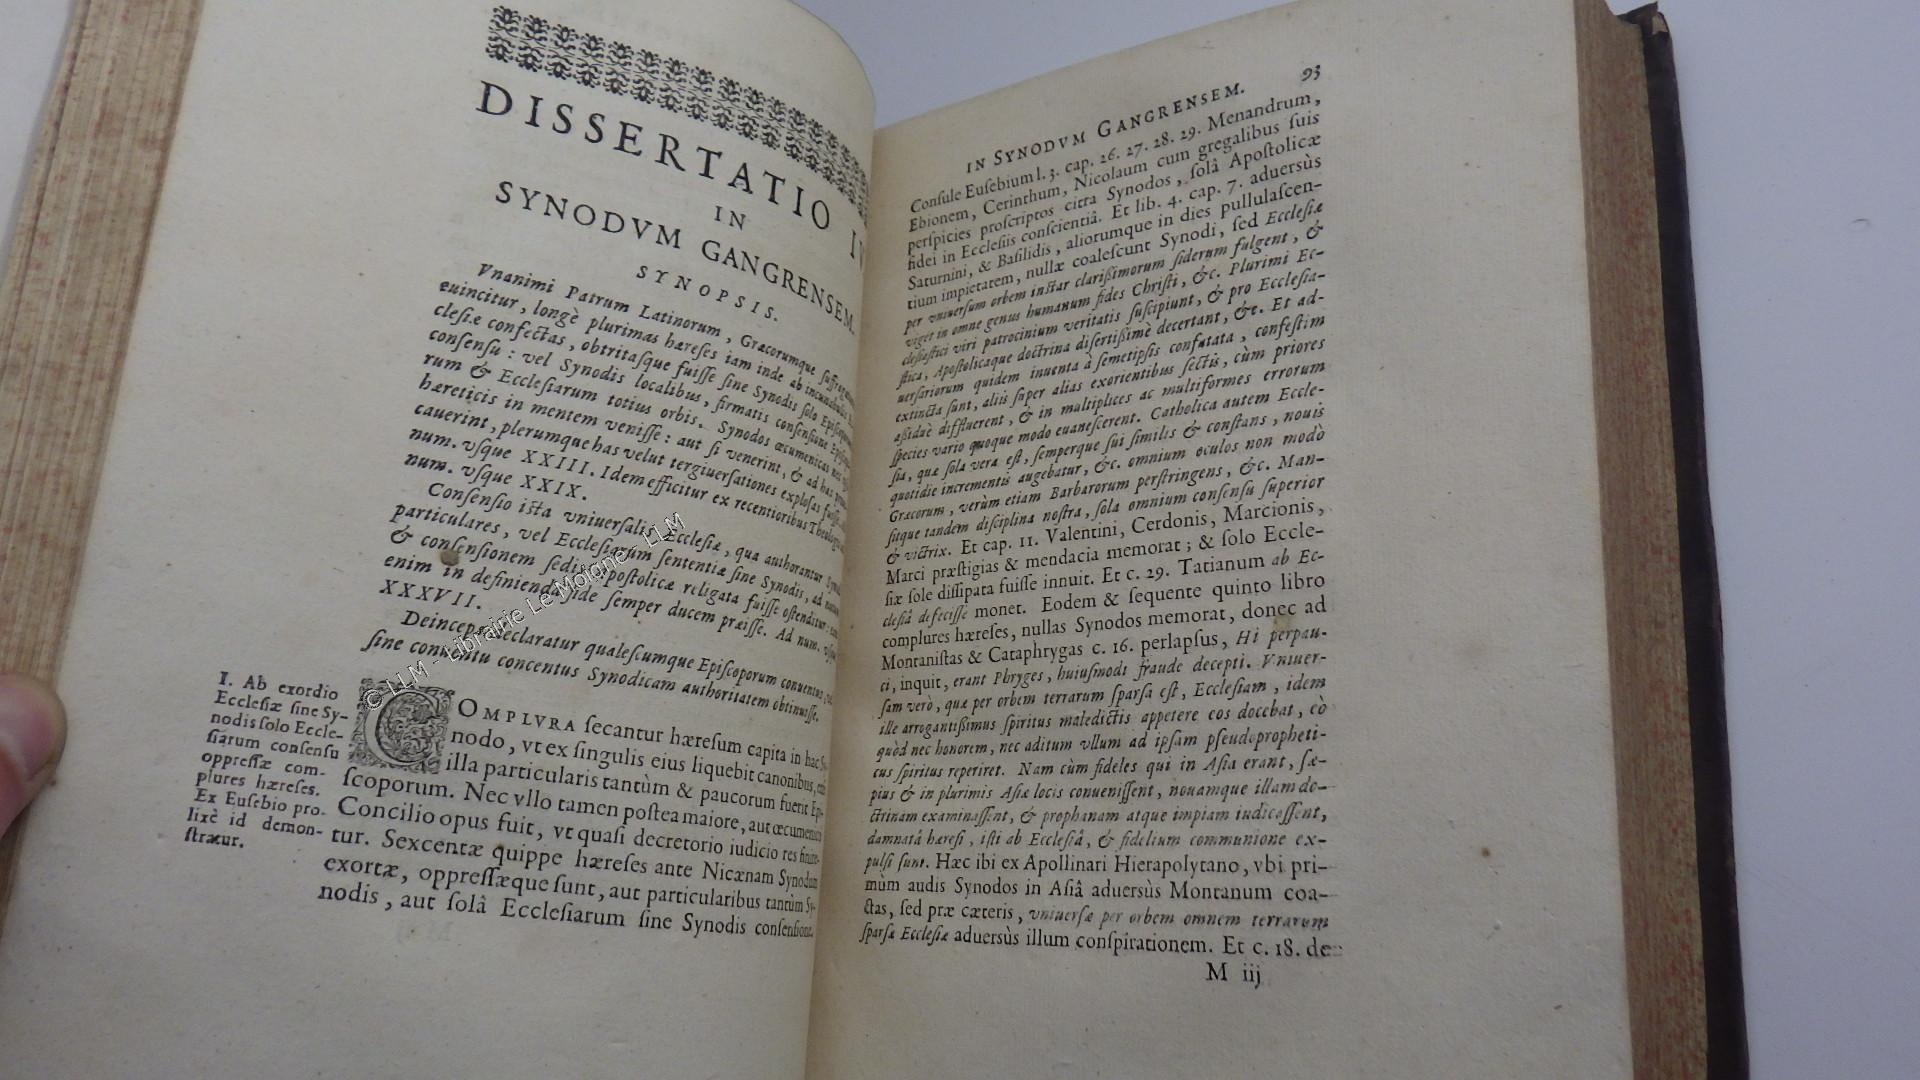 DISSERTATIO
IN
SYNODVM GANGRENSEM.
SYNOPSIS.
Vnanimi Patrum Latinorum, Græcorumque
euincitur, longè plurimas hæreses iam inde ab incunabulis
clesiæ confectas, obtritasque fuisse sine Synodis solo
consensu: vel Synodis localibus, firmatis consensione
rum & Ecclesiarum totius orbis. Synodos œcumenicas nec
hæreticis in mentem venisse: aut si venerint, & ad has
cauerint, plerumque has velut tergiuersationes explosas
num. vsque XXIII. Idem efficitur ex recentioribus
num. vsque XXIX.
Consensio ista vniuersalis Ecclesiæ, qua authorantur
particulares, vel Ecclesiarum sententiæ sine Synodis, ad
& consensionem sedis Apostolicæ religata fuisse ostenditur:
enim in definienda fide semper ducem præisse. Ad num. vsque
XXXVII.
Deinceps declaratur qualescumque Episcoporum conuentus,
sine conuentu concentus Synodicam authoritatem obtinuisse.
I. Ab exordio
Ecclesiæ sine Sy-
nodis solo Eccle-
siarum consensu
oppressæ com-
plures hæreses.
Ex Eusebio pro-
lixè id demon-
stratur.
COMPLVRA secantur hæresum capita in hac
nodo, vt ex singulis eius liquebit canonibus,
illa particularis tantùm & paucorum fuerit Epi-
scoporum. Nec vllo tamen postea maiore, aut œcumenico
Concilio opus fuit, vt quasi decretorio iudicio res finire-
tur. Sexcentæ quippe hæreses ante Nicænam Synodum
exortæ, oppressæque sunt, aut particularibus tantùm Sy-
nodis, aut solâ Ecclesiarum sine Synodis consensione.
IN SYNODVM GANGRENSEM. 93
Consule Eusebium l. 3. cap. 26. 27. 28. 29. Menandrum,
Ebionem, Cerinthum, Nicolaum cum gregalibus suis
perspicies proscriptos citra Synodos, solâ Apostolicæ
fidei in Ecclesiis conscientiâ. Et lib. 4. cap. 7. aduersùs
Saturnini, & Basilidis, aliorumque in dies pullulascen-
tium impietatem, nullæ coalescunt Synodi, sed Ecclesiæ
per vniuersum orbem instar clarissimorum siderum fulgent, &
viget in omne genus humanum fides Christi, &c. Plurimi Ec-
clesiastici viri patrocinium veritatis suscipiunt, & pro Ecclesia-
stica, Apostolicaque doctrina disertissimè decertant, &c. Et ad-
uersariorum quidem inuenta à semetipsis confutata, confestim
extincta sunt, aliis super alias exorientibus sectis, cùm priores
assiduè diffluerent, & in multiplices ac multiformes errorum
species vario quoque modo euanescerent. Catholica autem Eccle-
sia, quæ sola vera est, semperque sui similis & constans, nouis
quotidie incrementis augebatur, &c. omnium oculos non modò
Græcorum, verùm etiam Barbarorum perstringens, &c. Man-
sitque tandem disciplina nostra, sola omnium consensu superior
& victrix. Et cap. 11. Valentini, Cerdonis, Marcionis,
Marci præstigias & mendacia memorat; & solo Eccle-
siæ sole dissipata fuisse innuit. Et c. 29. Tatianum ab Ec-
clesiâ defecisse monet. Eodem & sequente quinto libro
complures hæreses, nullas Synodos memorat, donec ad
Montanistas & Cataphrygas c. 16. perlapsus, Hi perpau-
ci, inquit, erant Phryges, huiusmodi fraude decepti. Vniuer-
sam verò, quæ per orbem terrarum sparsa est, Ecclesiam, idem
ille arrogantissimus spiritus maledictis appetere eos docebat, eò
quòd nec honorem, nec aditum vllum ad ipsam pseudopropheti-
cus spiritus reperiret. Nam cùm fideles qui in Asia erant, sæ-
pius & in plurimis Asiæ locis conuenissent, nouamque illam do-
ctrinam examinassent, & prophanam atque impiam iudicassent,
damnatâ hæresi, isti ab Ecclesiâ, & fidelium communione ex-
pulsi sunt. Hæc ibi ex Apollinari Hierapolytano, vbi pri-
mùm audis Synodos in Asiâ aduersùs Montanum coa-
ctas, sed præ cæteris, vniuersæ per orbem omnem terrarum
sparsæ Ecclesiæ aduersùs illum conspirationem. Et c. 18. de
M iij
© LLM - Librairie Le Moigne - LLM